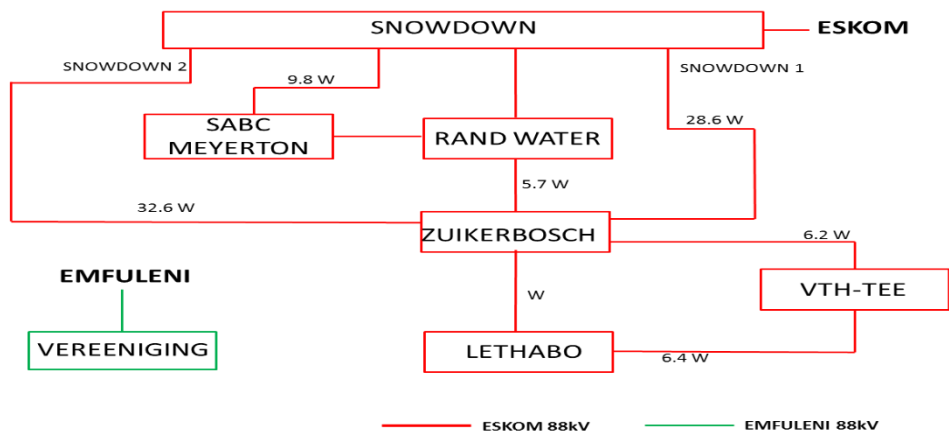 SNOWDOWN
ESKOM
SNOWDOWN 2
9.8 W
SNOWDOWN 1
SABC
MEYERTON
RAND WATER
28.6 W
5.7 W
32.6 W
ZUIKERBOSCH
6.2 W
EMFULENI
VTH-TEE
W
VEREENIGING
LETHABO
6.4 W
ESKOM 88kV
EMFULENI 88kV